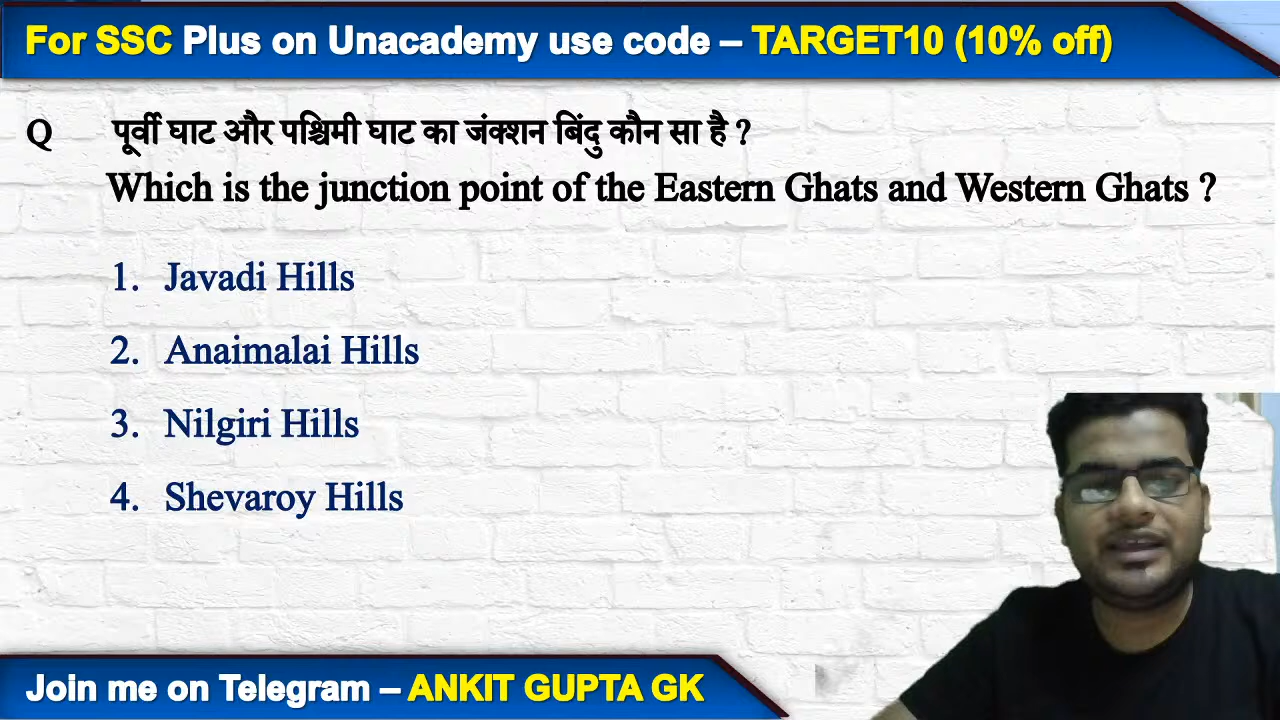 For SSC Plus on Unacademy use code – TARGET10 (10% off)
Q पूर्वी घाट और पश्चिमी घाट का जंक्शन बिंदु कौन सा है ?
Which is the junction point of the Eastern Ghats and Western Ghats ?
1. Javadi Hills
2. Anaimalai Hills
3. Nilgiri Hills
4. Shevaroy Hills
Join me on Telegram – ANKIT GUPTA GK